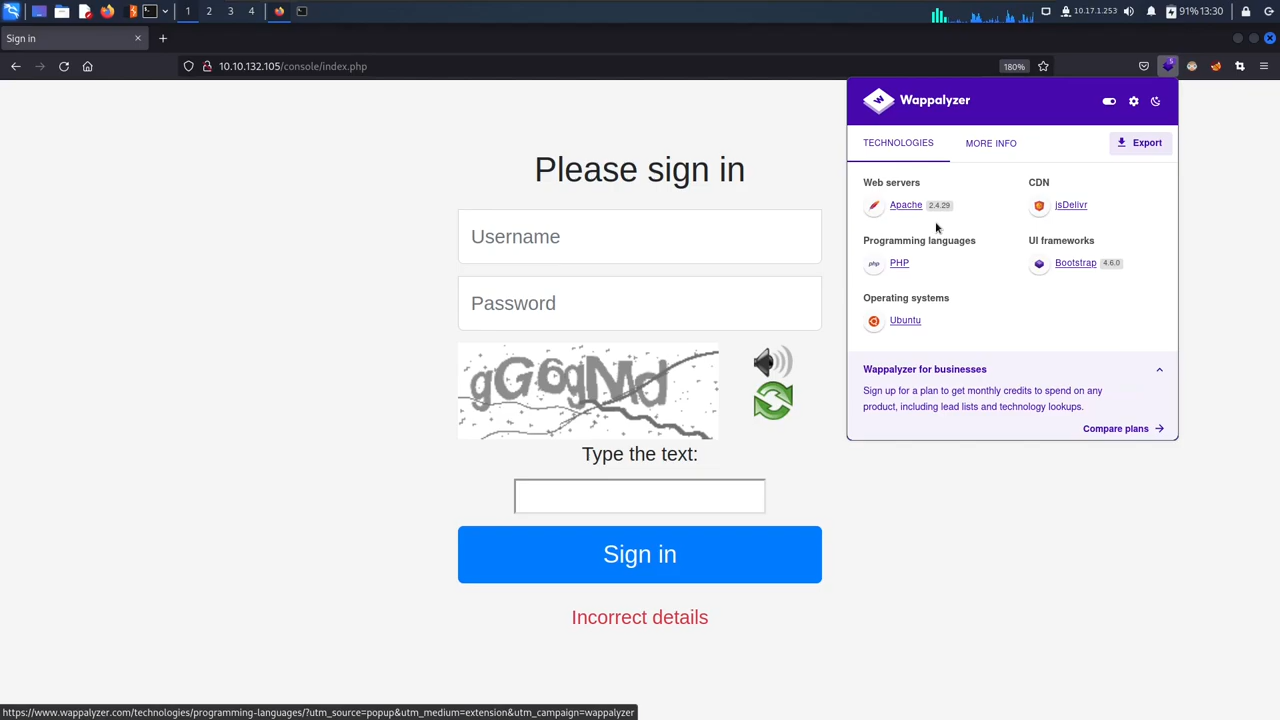 1 2 3 4 10.17.1.253 91% 13:30
Sign in
10.10.132.105/console/index.php 180%
Wappalyzer
TECHNOLOGIES MORE INFO Export
Please sign in
Username
Password
gG6gMd
Type the text:
Sign in
Incorrect details
Web servers
Apache 2.4.29
CDN
jsDelivr
Programming languages
php PHP
UI frameworks
Bootstrap 4.6.0
Operating systems
Ubuntu
Wappalyzer for businesses
Sign up for a plan to get monthly credits to spend on any
product, including lead lists and technology lookups.
Compare plans
https://www.wappalyzer.com/technologies/programming-languages/?utm_source=popup&utm_medium=extension&utm_campaign=wappalyzer